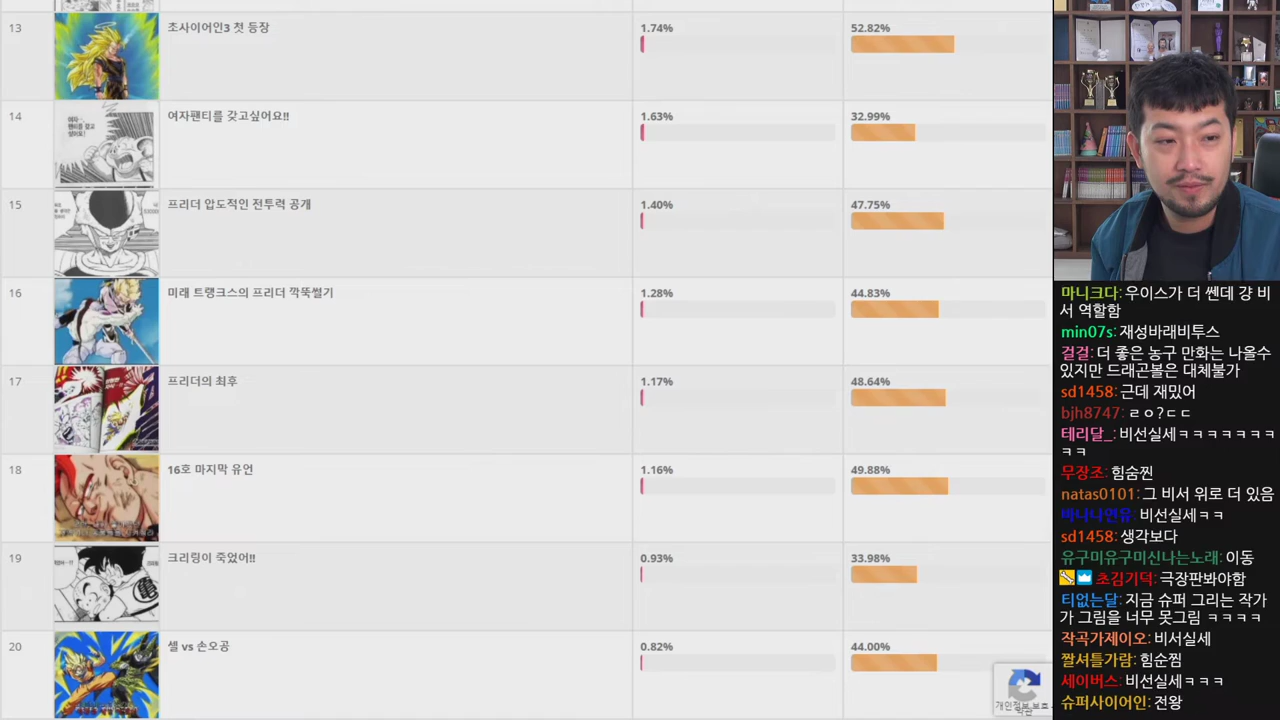 13
초사이어인3 첫 등장
1.74%
52.82%
14
여자팬티를 갖고싶어요!!
1.63%
32.99%
여자…
팬티를 갖고
싶어요!
15
프리더 압도적인 전투력 공개
1.40%
47.75%
16
미래 트랭크스의 프리더 깍뚝썰기
1.28%
44.83%
17
프리더의 최후
1.17%
48.64%
18
16호 마지막 유언
1.16%
49.88%
19
크리링이 죽었어!!
0.93%
33.98%
20
셀 vs 손오공
0.82%
44.00%
마니크다: 우이스가 더 쎈데 걍 비
서 역할함
min07s: 재성바래비투스
걸걸: 더 좋은 농구 만화는 나올수
있지만 드래곤볼은 대체불가
sd1458: 근데 재밌어
bjh8747: ㄹㅇ?ㄷㄷ
테리달_: 비선실세ㅋㅋㅋㅋㅋㅋㅋ
ㅋㅋ
무장조: 힘숨찐
natas0101: 그 비서 위로 더 있음
바나나연유: 비선실세ㅋㅋ
sd1458: 생각보다
유구미유구미신나는노래: 이동
초김기덕: 극장판봐야함
티없는달: 지금 슈퍼 그리는 작가
가 그림을 너무 못그림 ㅋㅋㅋㅋ
작곡가제이오: 비서실세
짤셔틀가람: 힘순찜
세이버스: 비선실세ㅋㅋㅋ
슈퍼사이어인: 전왕